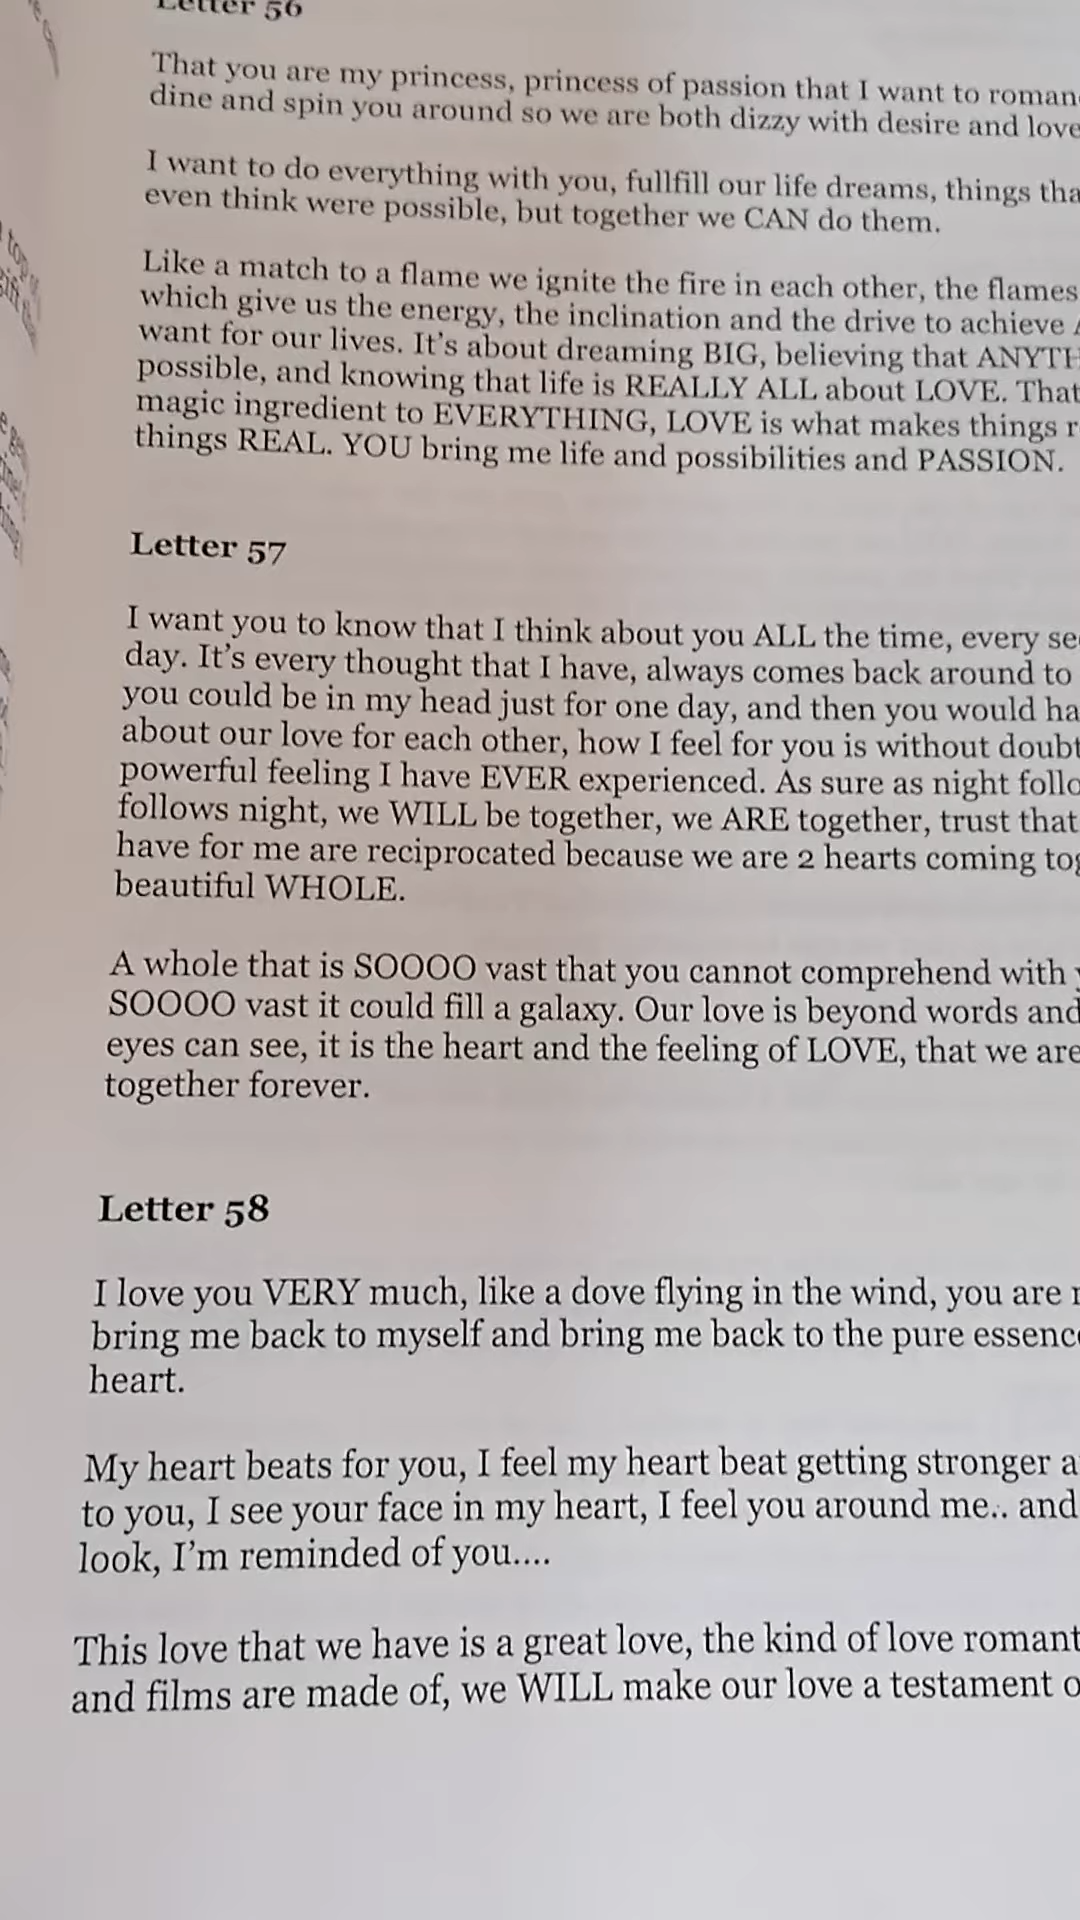 Letter 56
That you are my princess, princess of passion that I want to
dine and spin you around so we are both dizzy with desire and love
I want to do everything with you, fullfill our life dreams, things
even think were possible, but together we CAN do them.
Like a match to a flame we ignite the fire in each other, the flames
which give us the energy, the inclination and the drive to achieve
want for our lives. It's about dreaming BIG, believing that
possible, and knowing that life is REALLY ALL about LOVE. That
magic ingredient to EVERYTHING, LOVE is what makes things
things REAL. YOU bring me life and possibilities and PASSION.
Letter 57
I want you to know that I think about you ALL the time, every
day. It's every thought that I have, always comes back around to
you could be in my head just for one day, and then you would
about our love for each other, how I feel for you is without doubt
powerful feeling I have EVER experienced. As sure as night
follows night, we WILL be together, we ARE together, trust that
have for me are reciprocated because we are 2 hearts coming
beautiful WHOLE.
A whole that is SOOOO vast that you cannot comprehend with
SOOOO vast it could fill a galaxy. Our love is beyond words and
eyes can see, it is the heart and the feeling of LOVE, that we are
together forever.
Letter 58
I love you VERY much, like a dove flying in the wind, you are
bring me back to myself and bring me back to the pure
heart.
My heart beats for you, I feel my heart beat getting stronger
to you, I see your face in my heart, I feel you around me.. and
look, I'm reminded of you....
This love that we have is a great love, the kind of love
and films are made of, we WILL make our love a testament